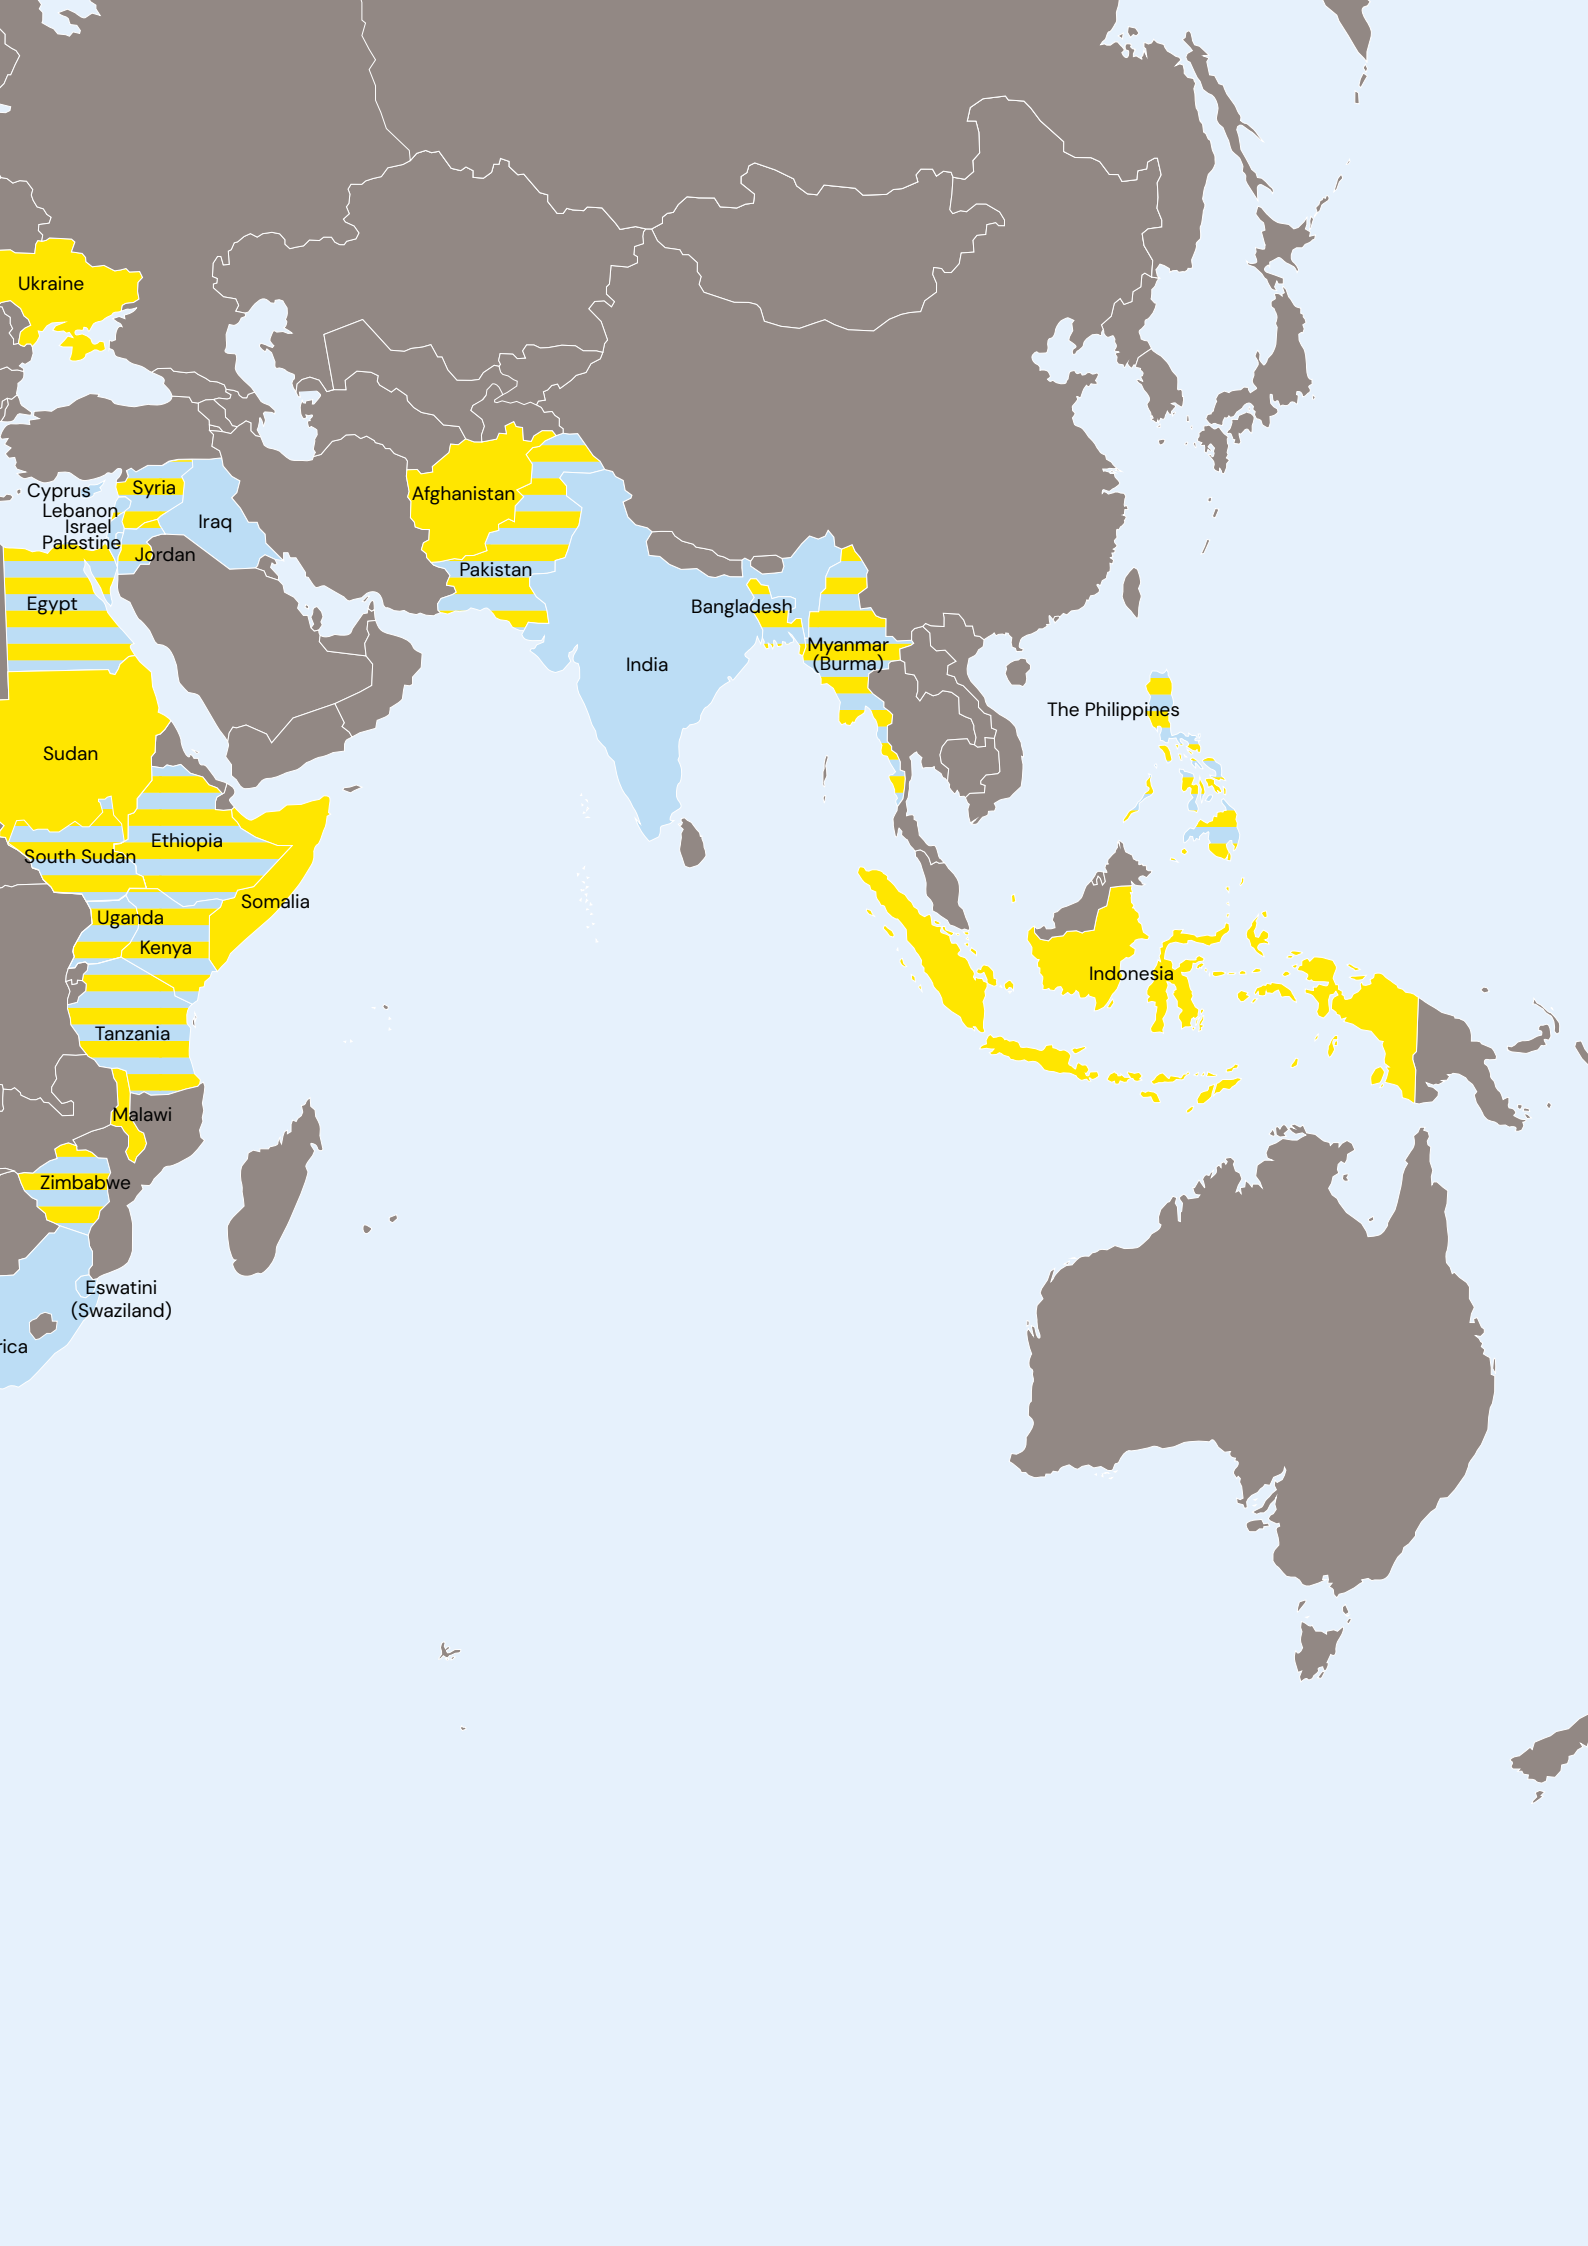 Ukraine
Cyprus
Syria
Afghanistan
Lebanon
Iraq
Israel
Palestine
Jordan
Pakistan
Egypt
Bangladesh
Myanmar
(Burma)
India
The Philippines
Sudan
Ethiopia
South Sudan
Somalia
Uganda
Kenya
Indonesia
Tanzania
Malawi
Zimbabwe
Eswatini
(Swaziland)
rica